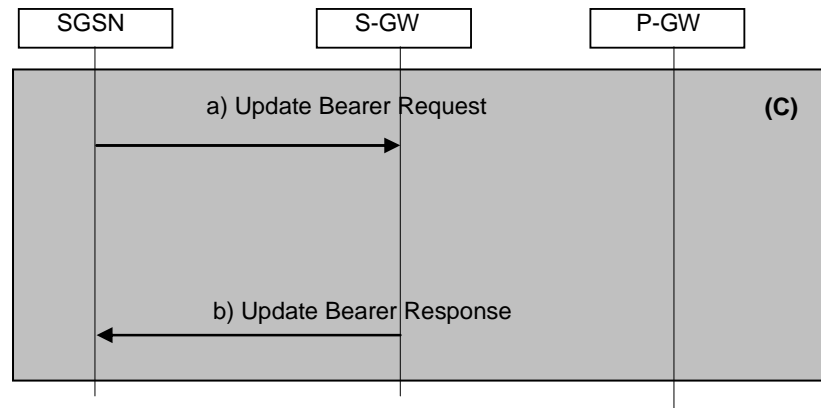 SGSN S-GW P-GW
a) Update Bearer Request (C)
b) Update Bearer Response